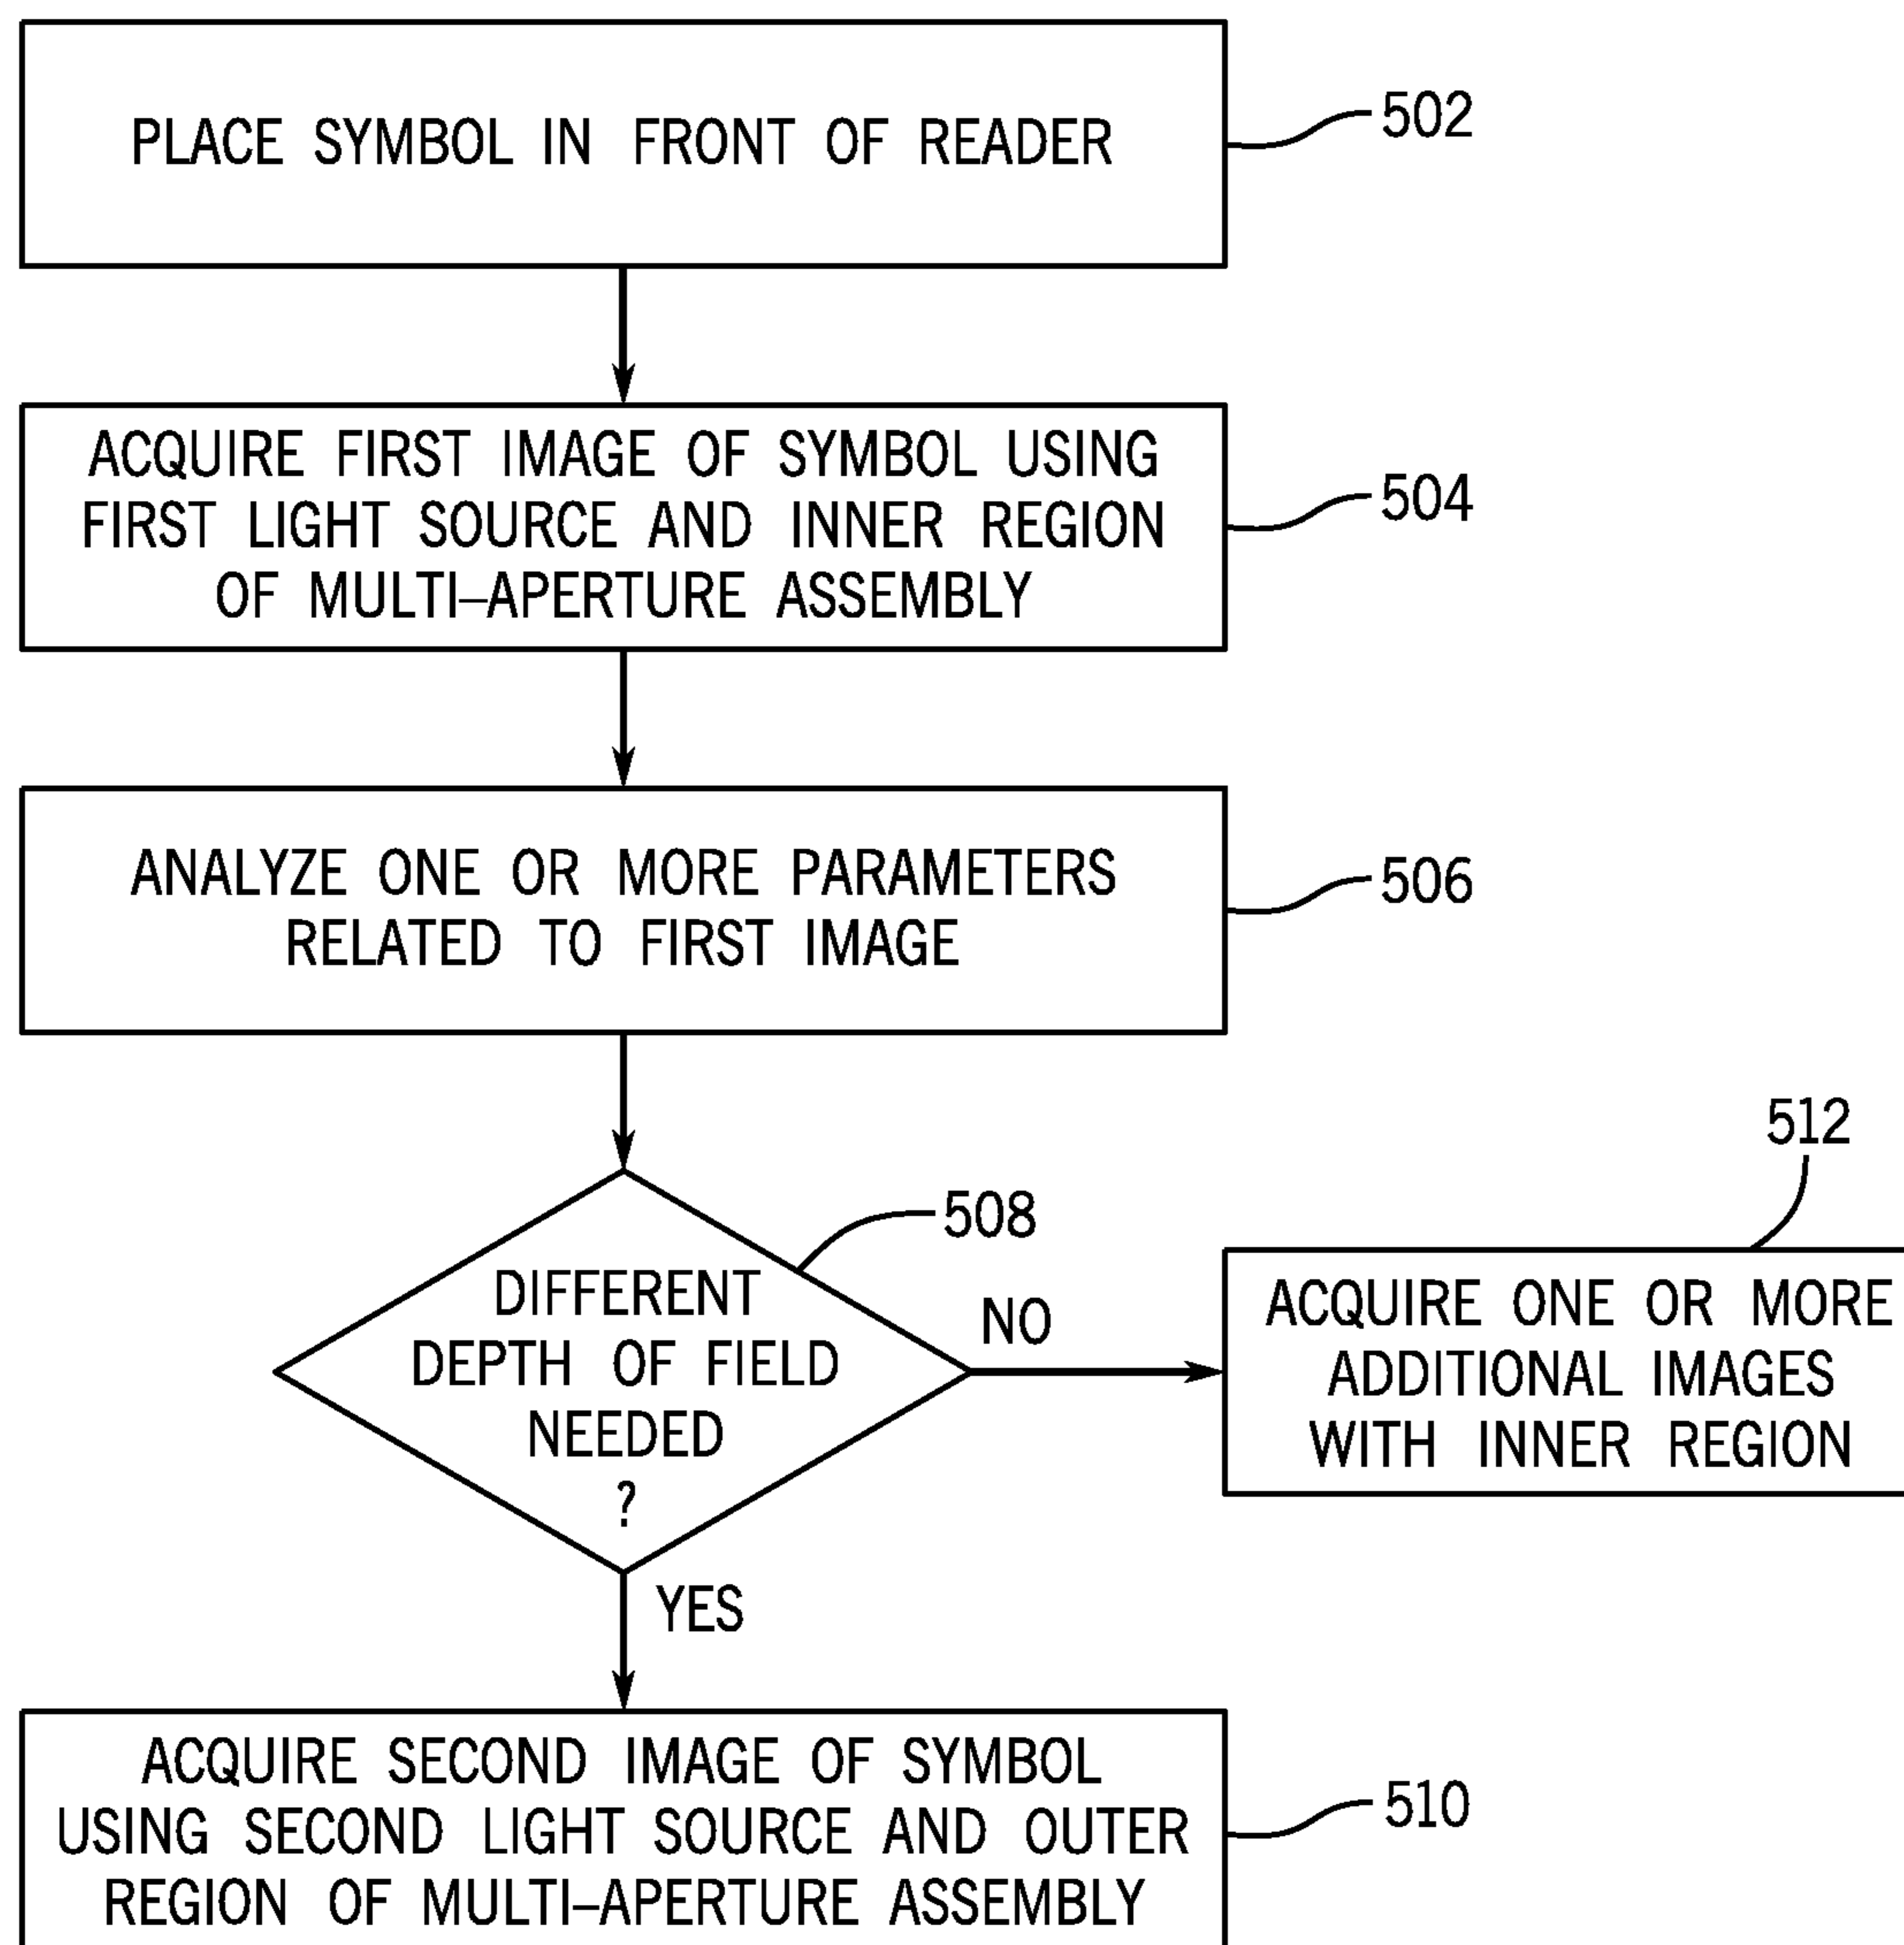 PLACE SYMBOL IN FRONT OF READER
502
ACQUIRE FIRST IMAGE OF SYMBOL USING
FIRST LIGHT SOURCE AND INNER REGION
OF MULTI–APERTURE ASSEMBLY
504
ANALYZE ONE OR MORE PARAMETERS
RELATED TO FIRST IMAGE
506
DIFFERENT
DEPTH OF FIELD
NEEDED
?
508
NO
512
ACQUIRE ONE OR MORE
ADDITIONAL IMAGES
WITH INNER REGION
YES
ACQUIRE SECOND IMAGE OF SYMBOL
USING SECOND LIGHT SOURCE AND OUTER
REGION OF MULTI–APERTURE ASSEMBLY
510